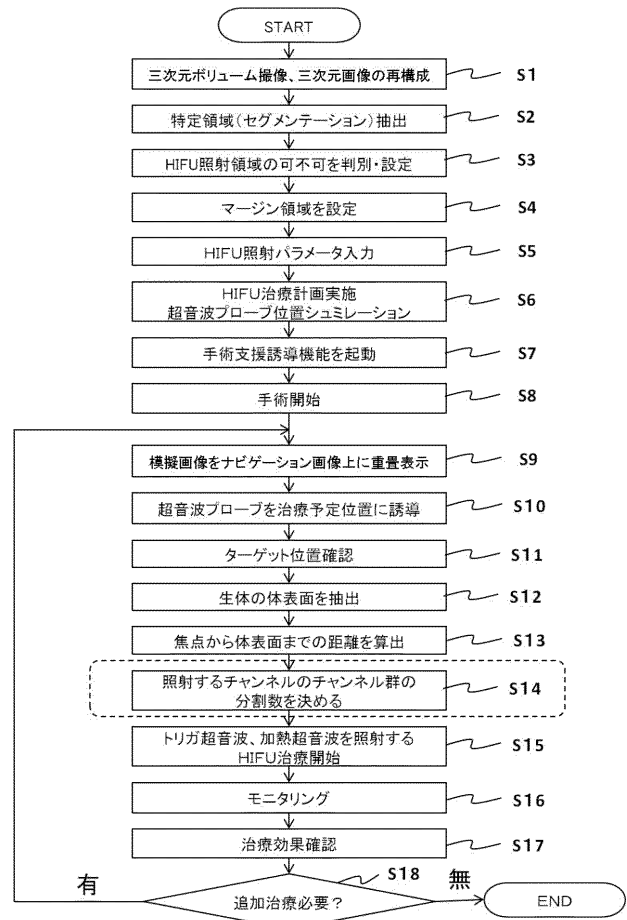 START
三次元ボリューム撮像、三次元画像の再構成
S1
特定領域(セグメンテーション)抽出
S2
HIFU照射領域の可不可を判別・設定
S3
マージン領域を設定
S4
HIFU照射パラメータ入力
S5
HIFU治療計画実施
超音波プローブ位置シュミレーション
S6
手術支援誘導機能を起動
S7
手術開始
S8
模擬画像をナビゲーション画像上に重畳表示
S9
超音波プローブを治療予定位置に誘導
S10
ターゲット位置確認
S11
生体の体表面を抽出
S12
焦点から体表面までの距離を算出
S13
照射するチャンネルのチャンネル群の
分割数を決める
S14
トリガ超音波、加熱超音波を照射する
HIFU治療開始
S15
モニタリング
S16
治療効果確認
S17
S18
有
追加治療必要?
無
END